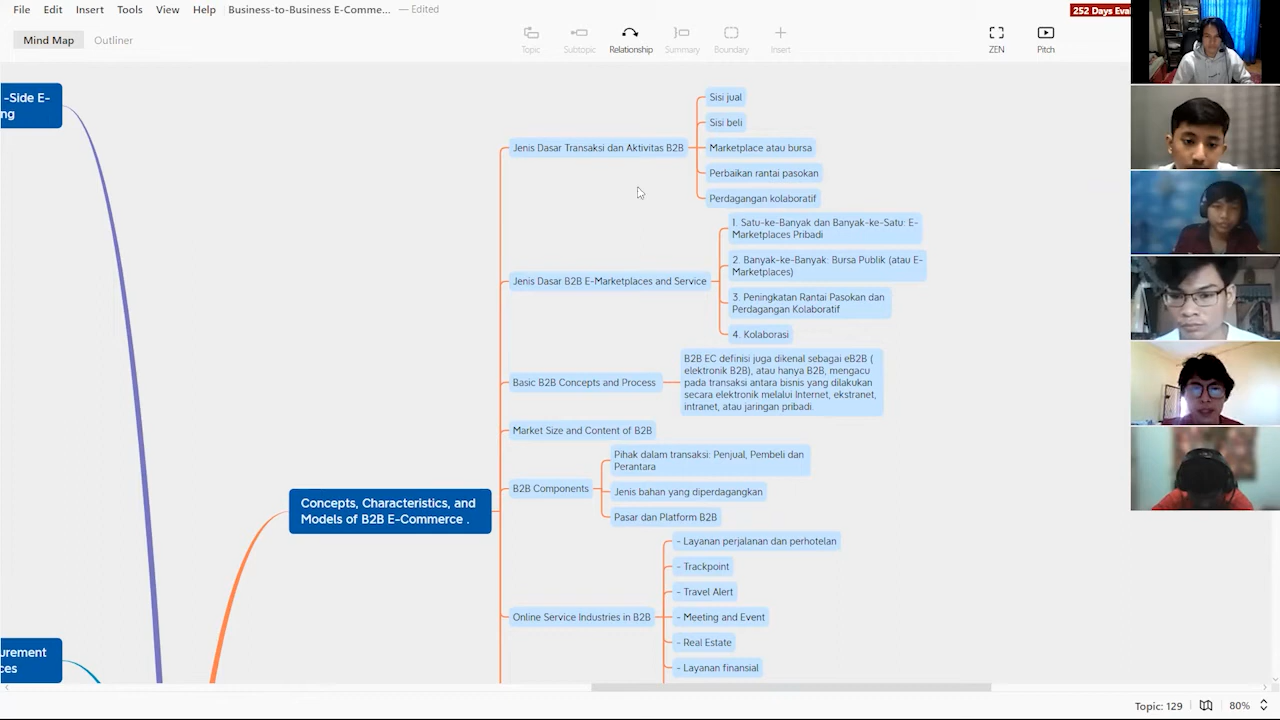 File Edit Insert Tools View Help Business-to-Business E-Comme... — Edited
252 Days
Mind Map Outliner
Topic Subtopic Relationship Summary Boundary Insert ZEN Pitch
-Side E-
ng
Sisi jual
Sisi beli
Jenis Dasar Transaksi dan Aktivitas B2B
Marketplace atau bursa
Perbaikan rantai pasokan
Perdagangan kolaboratif
1. Satu-ke-Banyak dan Banyak-ke-Satu: E-
Marketplaces Pribadi
2. Banyak-ke-Banyak: Bursa Publik (atau E-
Marketplaces)
Jenis Dasar B2B E-Marketplaces and Service
3. Peningkatan Rantai Pasokan dan
Perdagangan Kolaboratif
4. Kolaborasi
B2B EC definisi juga dikenal sebagai eB2B (
elektronik B2B), atau hanya B2B, mengacu
pada transaksi antara bisnis yang dilakukan
secara elektronik melalui Internet, ekstranet,
intranet, atau jaringan pribadi.
Basic B2B Concepts and Process
Market Size and Content of B2B
Pihak dalam transaksi: Penjual, Pembeli dan
Perantara
B2B Components
Jenis bahan yang diperdagangkan
Pasar dan Platform B2B
Concepts, Characteristics, and
Models of B2B E-Commerce .
- Layanan perjalanan dan perhotelan
- Trackpoint
- Travel Alert
Online Service Industries in B2B
- Meeting and Event
- Real Estate
- Layanan finansial
urement
ces
Topic: 129 80%